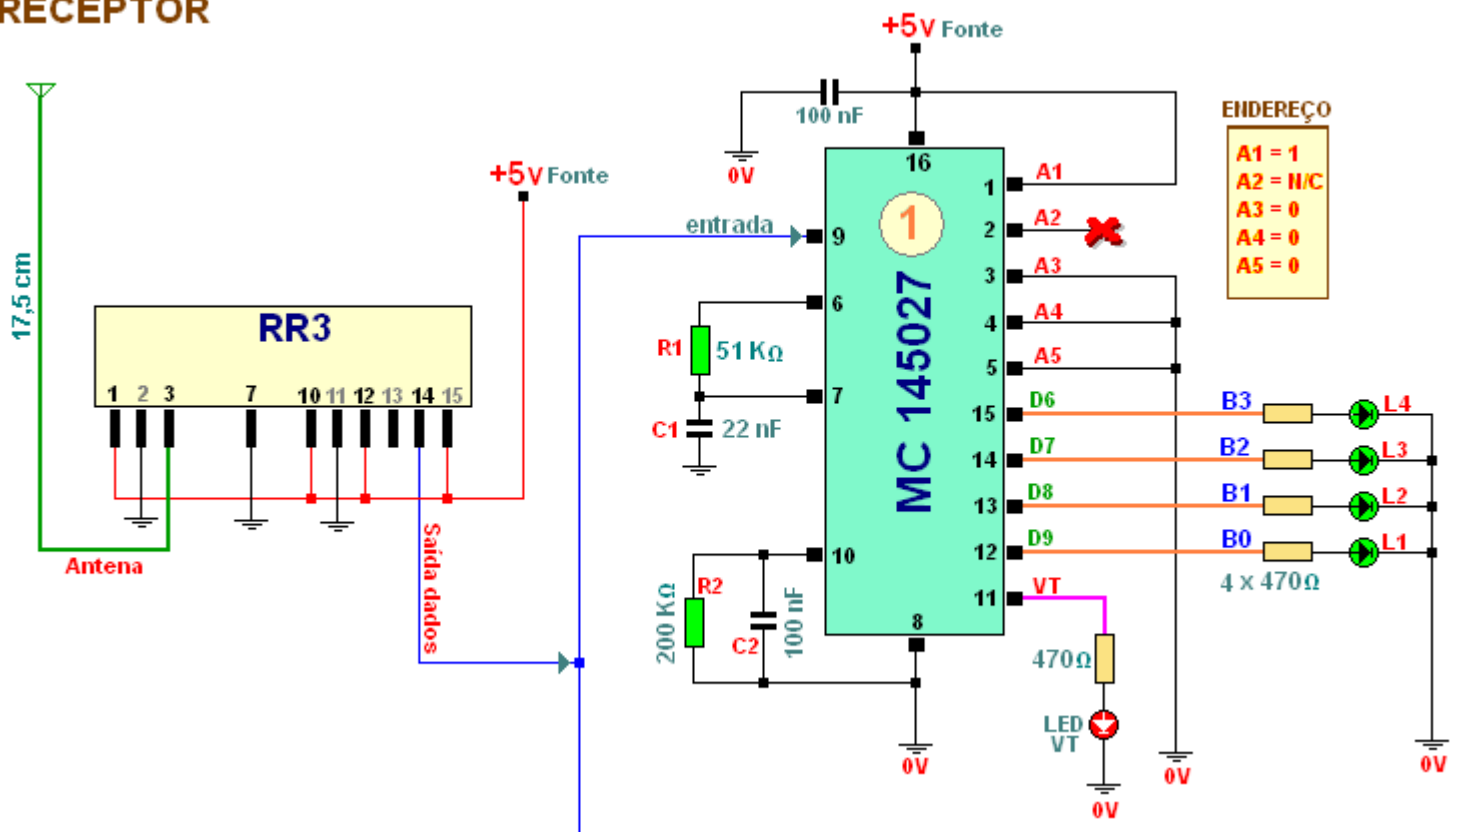 RECEPTOR
+5V Fonte
100 nF
0V
ENDEREÇO
A1 = 1
A2 = N/C
A3 = 0
A4 = 0
A5 = 0
+5V Fonte
17,5 cm
RR3
1 2 3 7 10 11 12 13 14 15
Antena
Saída dados
entrada
R1 51 KΩ
C1 22 nF
R2
200 KΩ
C2
100 nF
16
1
MC 145027
9
6
7
10
8
1 A1
2 A2
3 A3
4 A4
5 A5
15 D6 B3 L4
14 D7 B2 L3
13 D8 B1 L2
12 D9 B0 L1
4 x 470Ω
11 VT
470Ω
LED
VT
0V
0V
0V
0V